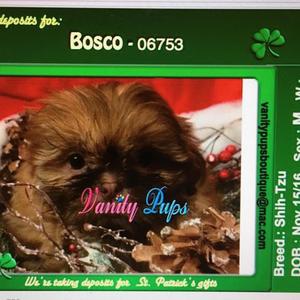 deposits for:
Bosco - 06753
Vanity Pups
We're taking deposits for St. Patrick's gifts
vanitypupsboutique@mac.com
Breed.: Shih-Tzu
DOB : Nov 15/16 Sex.: M